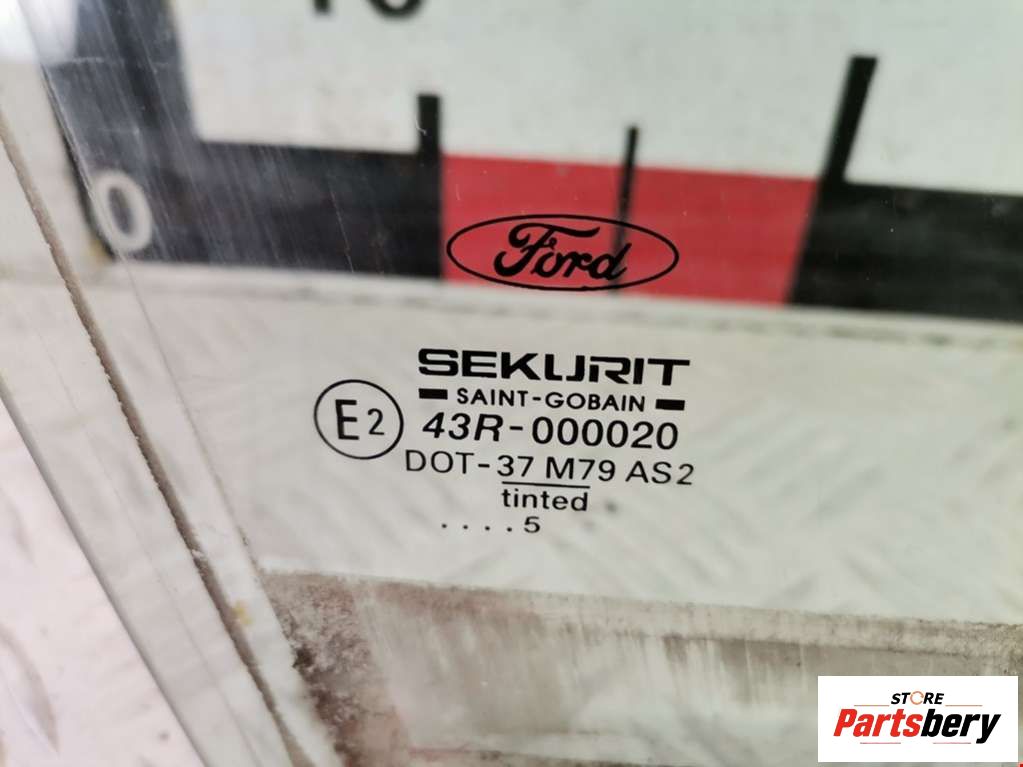 0
Ford
SEKURIT
SAINT-GOBAIN
E2 43R-000020
DOT-37 M79 AS2
tinted
....5
STORE
Partsbery